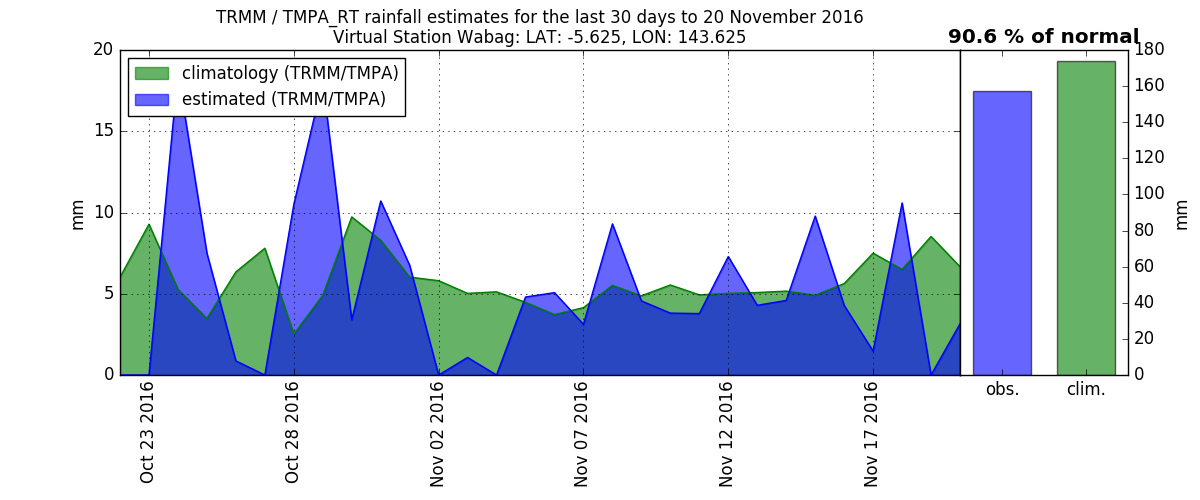 TRMM / TMPA_RT rainfall estimates for the last 30 days to 20 November 2016
Virtual Station Wabag: LAT: -5.625, LON: 143.625
90.6 % of normal
climatology (TRMM/TMPA)
estimated (TRMM/TMPA)
20
15
10
5
0
mm
Oct 23 2016
Oct 28 2016
Nov 02 2016
Nov 07 2016
Nov 12 2016
Nov 17 2016
obs.
clim.
180
160
140
120
100
80
60
40
20
0
mm